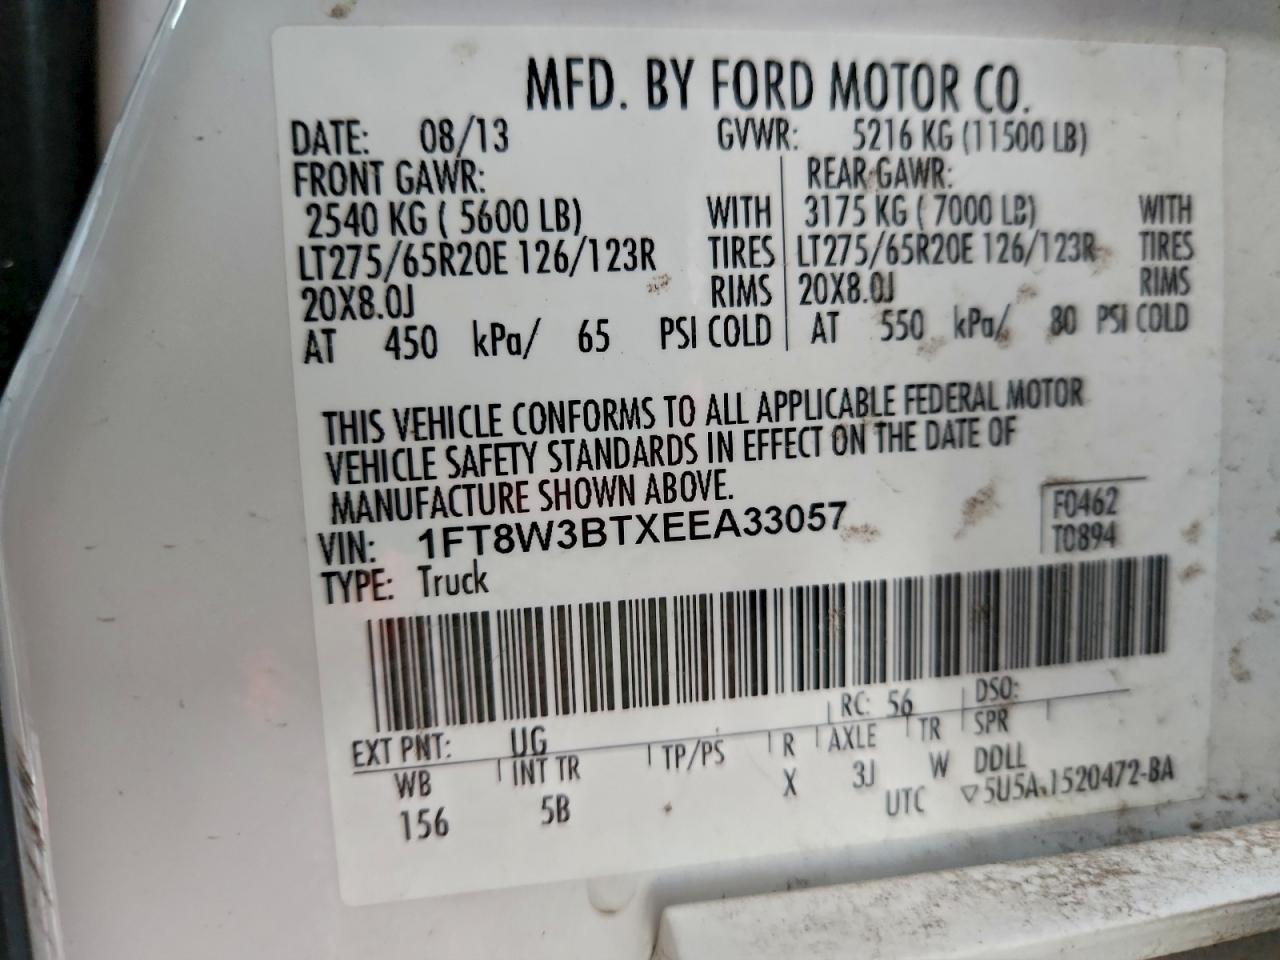 MFD. BY FORD MOTOR CO.
DATE: 08/13 GVWR: 5216 KG (11500 LB)
FRONT GAWR: REAR GAWR:
2540 KG ( 5600 LB) WITH 3175 KG ( 7000 LB) WITH
LT275/65R20E 126/123R TIRES LT275/65R20E 126/123R TIRES
20X8.0J RIMS 20X8.0J RIMS
AT 450 kPa/ 65 PSI COLD AT 550 kPa/ 80 PSI COLD
THIS VEHICLE CONFORMS TO ALL APPLICABLE FEDERAL MOTOR
VEHICLE SAFETY STANDARDS IN EFFECT ON THE DATE OF
MANUFACTURE SHOWN ABOVE.
VIN: 1FT8W3BTXEEA33057 F0462
TYPE: Truck T0894
EXT PNT: UG RC: 56 DSO:
WB INT TR TP/PS R AXLE TR SPR
156 5B X 3J W DDLL
UTC ▽5U5A-1520472-BA